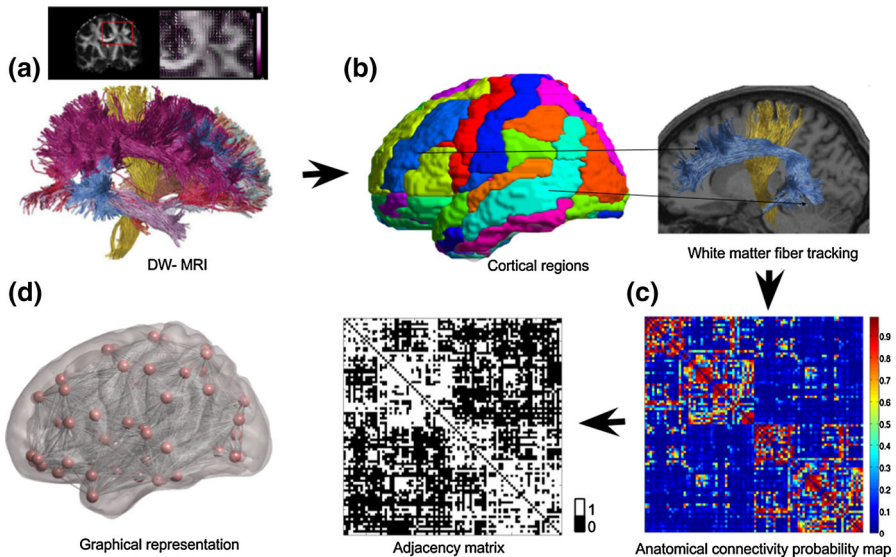 (a)
(b)
DW- MRI
Cortical regions
White matter fiber tracking
(d)
(c)
0.9
0.8
0.7
0.6
0.5
0.4
0.3
0.2
0.1
0
1
0
Graphical representation
Adjacency matrix
Anatomical connectivity probability map